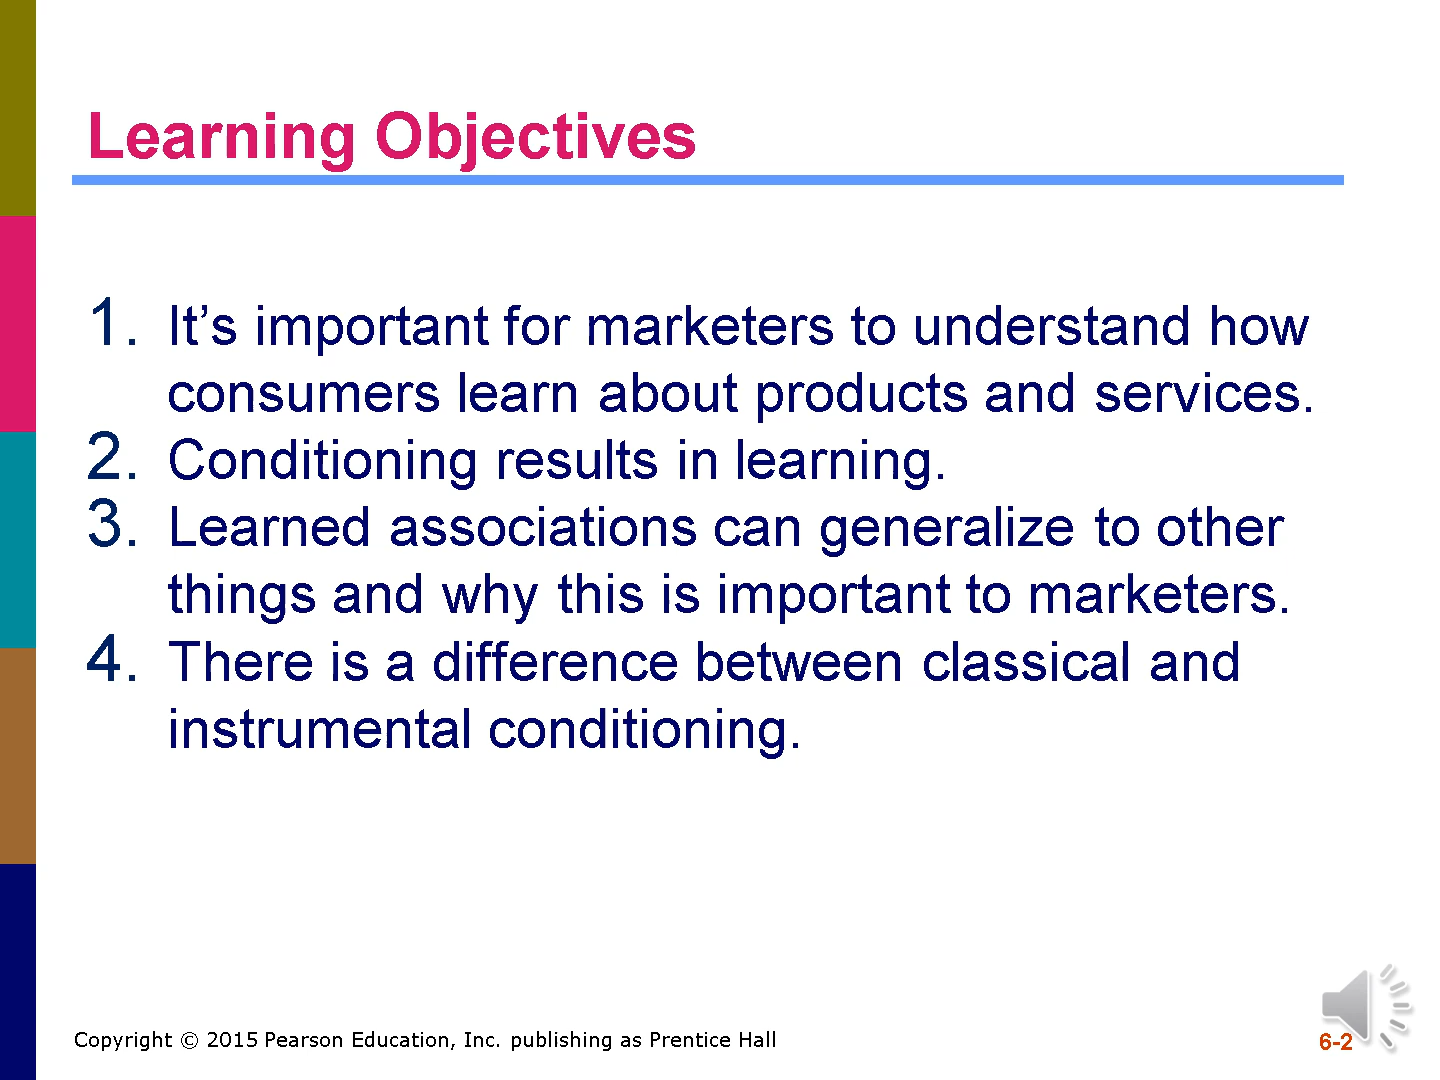 Learning Objectives
1. It’s important for marketers to understand how
consumers learn about products and services.
2. Conditioning results in learning.
3. Learned associations can generalize to other
things and why this is important to marketers.
4. There is a difference between classical and
instrumental conditioning.
Copyright © 2015 Pearson Education, Inc. publishing as Prentice Hall
6-2